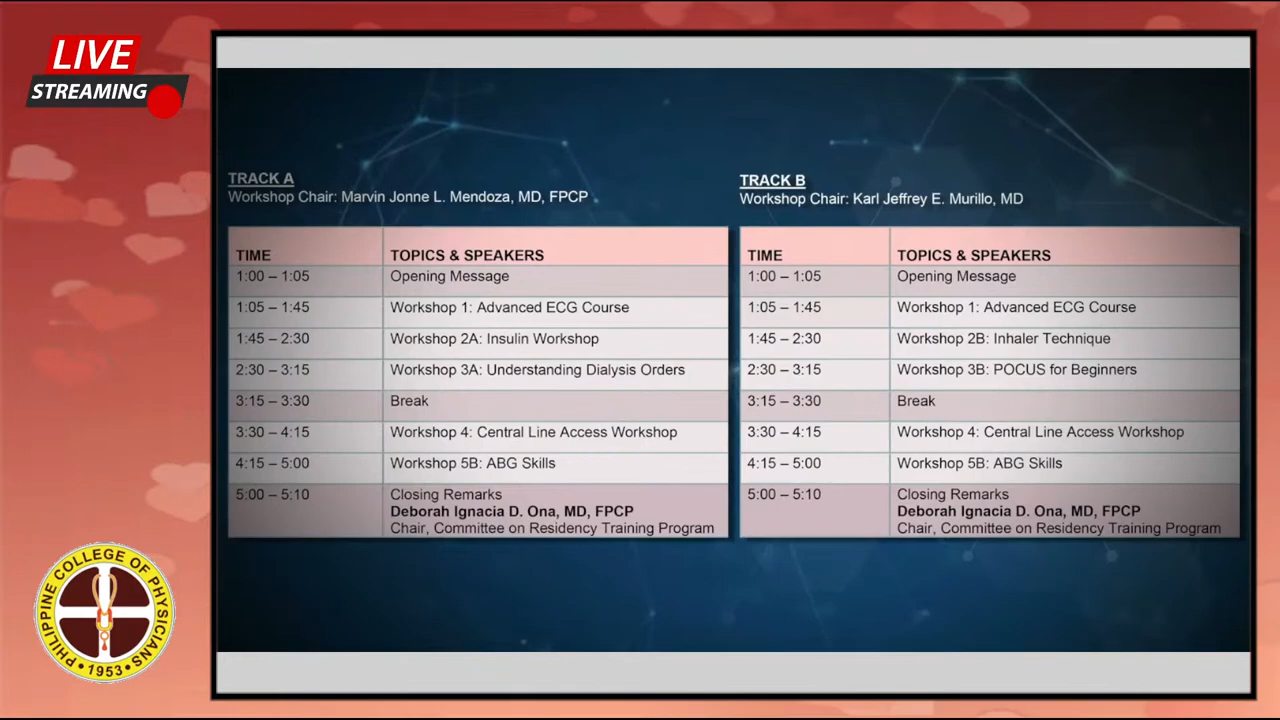 LIVE
STREAMING
TRACK A
Workshop Chair: Marvin Jonne L. Mendoza, MD, FPCP
TIME TOPICS & SPEAKERS
1:00 – 1:05 Opening Message
1:05 – 1:45 Workshop 1: Advanced ECG Course
1:45 – 2:30 Workshop 2A: Insulin Workshop
2:30 – 3:15 Workshop 3A: Understanding Dialysis Orders
3:15 – 3:30 Break
3:30 – 4:15 Workshop 4: Central Line Access Workshop
4:15 – 5:00 Workshop 5B: ABG Skills
5:00 – 5:10 Closing Remarks
Deborah Ignacia D. Ona, MD, FPCP
Chair, Committee on Residency Training Program
TRACK B
Workshop Chair: Karl Jeffrey E. Murillo, MD
TIME TOPICS & SPEAKERS
1:00 – 1:05 Opening Message
1:05 – 1:45 Workshop 1: Advanced ECG Course
1:45 – 2:30 Workshop 2B: Inhaler Technique
2:30 – 3:15 Workshop 3B: POCUS for Beginners
3:15 – 3:30 Break
3:30 – 4:15 Workshop 4: Central Line Access Workshop
4:15 – 5:00 Workshop 5B: ABG Skills
5:00 – 5:10 Closing Remarks
Deborah Ignacia D. Ona, MD, FPCP
Chair, Committee on Residency Training Program
PHILIPPINE COLLEGE OF PHYSICIANS
• 1953 •